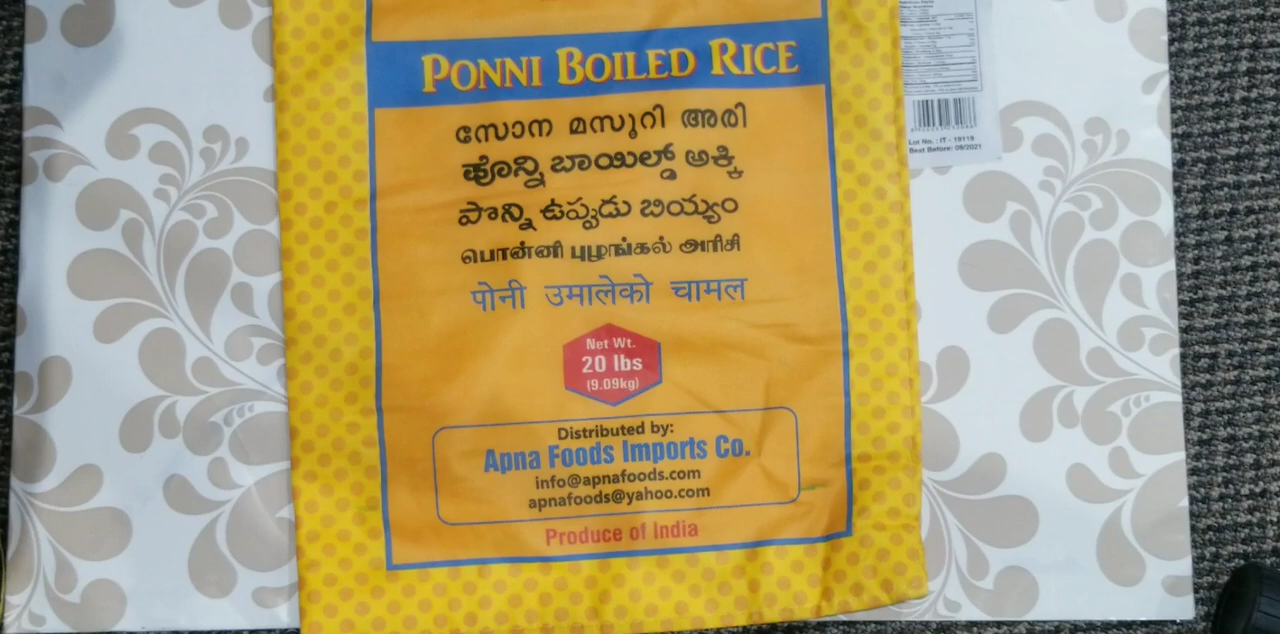 PONNI BOILED RICE
സോന മസൂറി അരി
ಹೊನ್ನಿ ಬಾಯಿಲ್ಡ್ ಅಕ್ಕಿ
పొన్ని ఉప్పుడు బియ్యం
பொன்னி புழுங்கல் அரிசி
पोनी उमालेको चामल
Net Wt.
20 lbs
(9.09kg)
Distributed by:
Apna Foods Imports Co.
info@apnafoods.com
apnafoods@yahoo.com
Produce of India
Lot No. : IT - 19119
Best Before: 09/2021